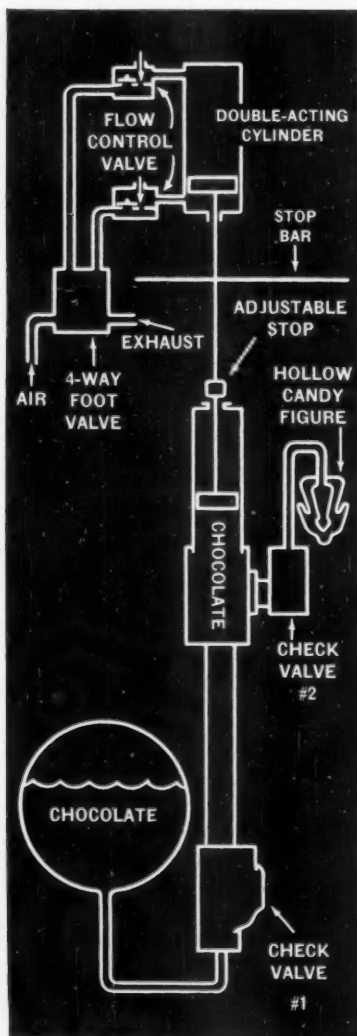 FLOW
CONTROL
VALVE
DOUBLE-ACTING
CYLINDER
STOP
BAR
ADJUSTABLE
STOP
EXHAUST
AIR
4-WAY
FOOT
VALVE
HOLLOW
CANDY
FIGURE
CHOCOLATE
CHECK
VALVE
#2
CHOCOLATE
CHECK
VALVE
#1